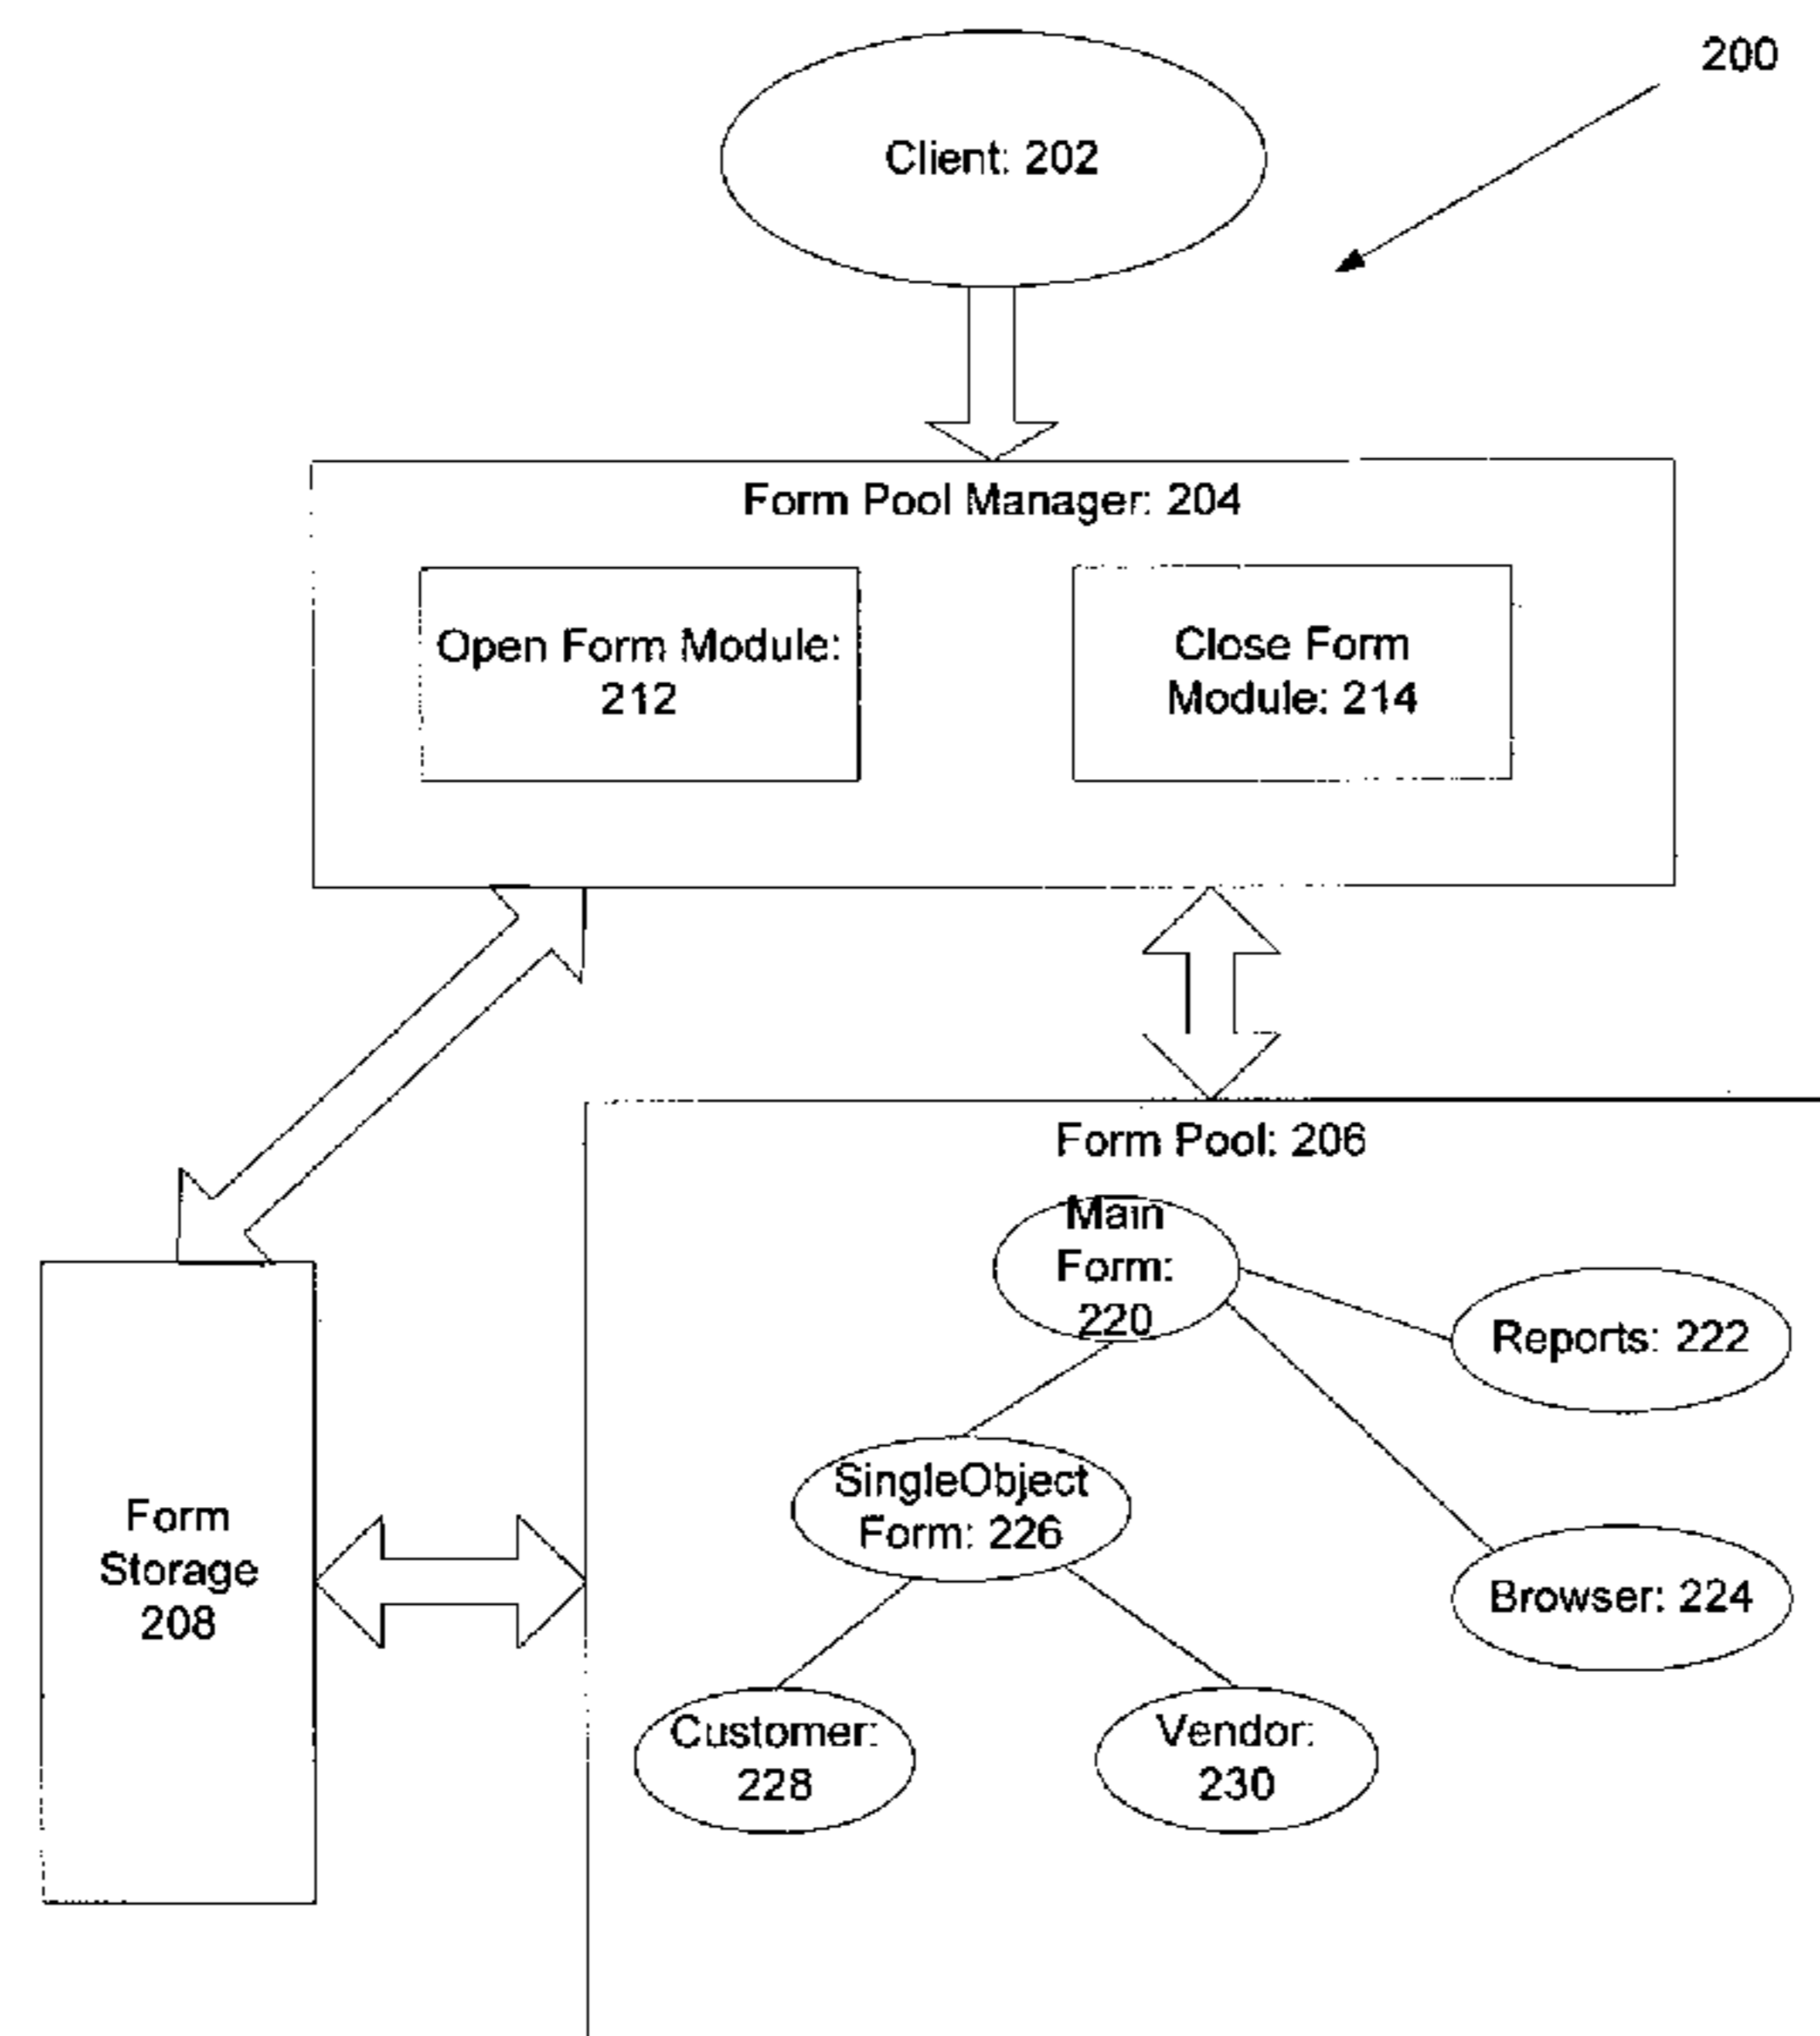 200
Client: 202
Form Pool Manager: 204
Open Form Module:
212
Close Form
Module: 214
Form Pool: 206
Main
Form:
220
Reports: 222
SingleObject
Form: 226
Browser: 224
Form
Storage
208
Customer:
228
Vendor:
230